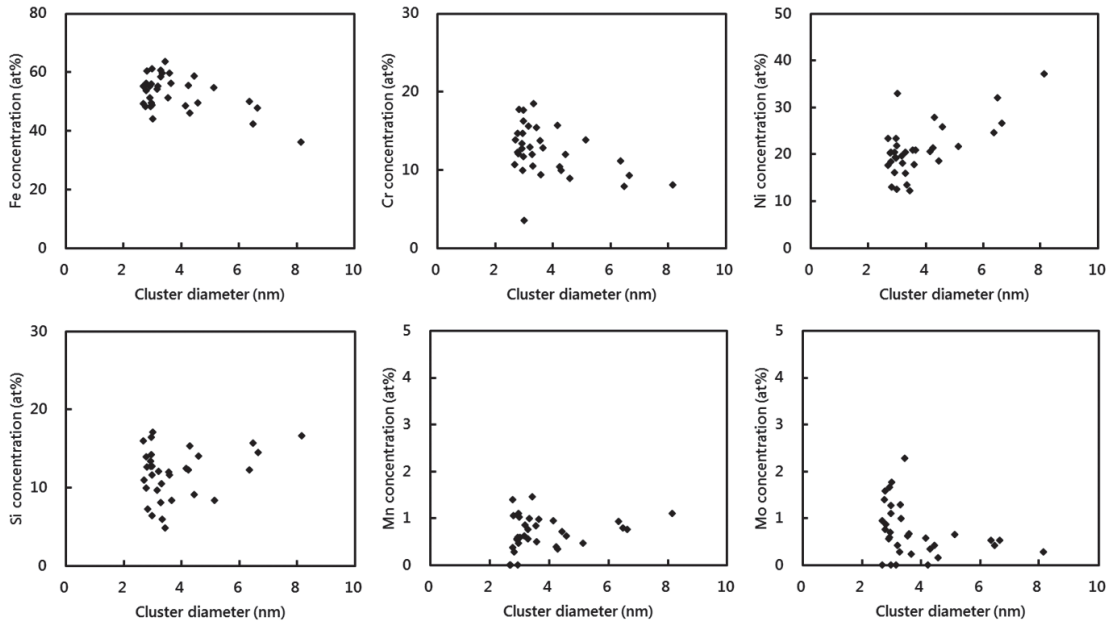 Fe concentration (at%)
80
60
40
20
0
0 2 4 6 8 10
Cluster diameter (nm)
Cr concentration (at%)
30
20
10
0
0 2 4 6 8 10
Cluster diameter (nm)
Ni concentration (at%)
50
40
30
20
10
0
0 2 4 6 8 10
Cluster diameter (nm)
Si concentration (at%)
30
20
10
0
0 2 4 6 8 10
Cluster diameter (nm)
Mn concentration (at%)
5
4
3
2
1
0
0 2 4 6 8 10
Cluster diameter (nm)
Mo concentration (at%)
5
4
3
2
1
0
0 2 4 6 8 10
Cluster diameter (nm)